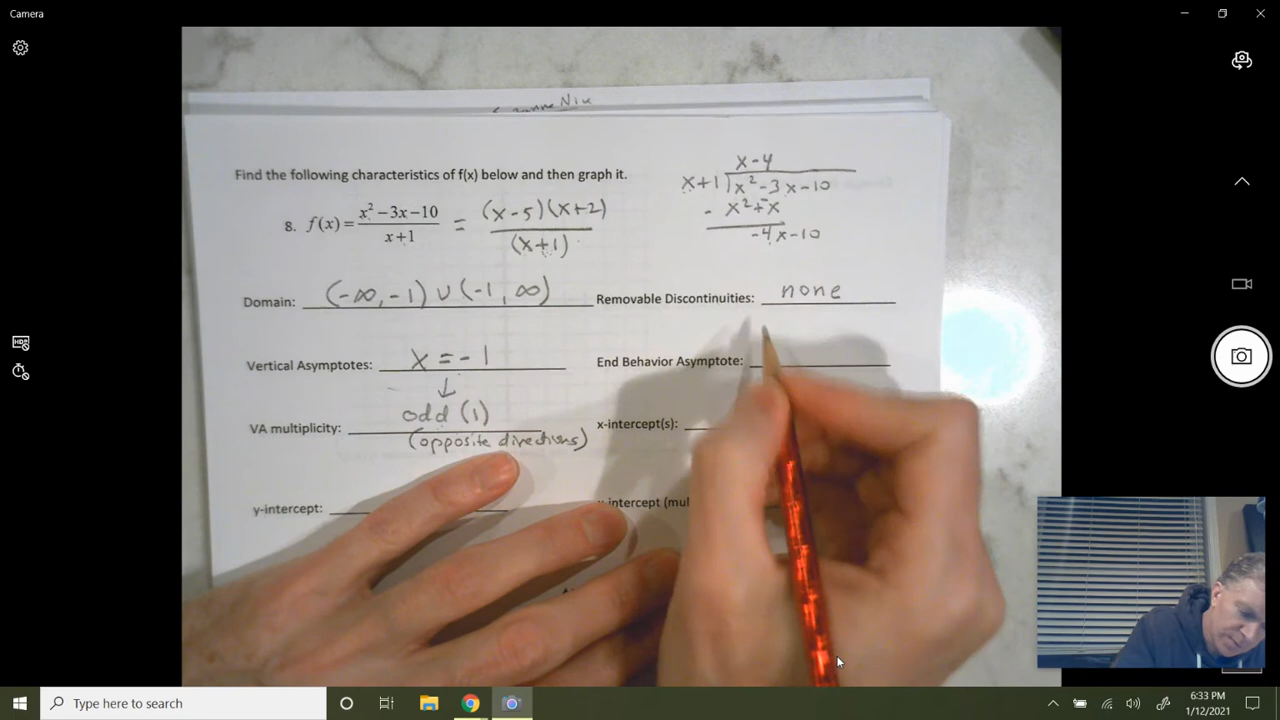 Camera
Find the following characteristics of f(x) below and then graph it.
8. f(x) = x² − 3x − 10 / x + 1 = (x-5)(x+2) / (x+1)
x-4
x+1 ) x² -3x -10
- x² + x
-4x-10
Domain: (-∞,-1) ∪ (-1, ∞)
Removable Discontinuities: none
Vertical Asymptotes: x = -1
End Behavior Asymptote:
↓
VA multiplicity: odd (1)
(opposite directions)
x-intercept(s):
y-intercept:
intercept (mul
Type here to search
6:33 PM
1/12/2021